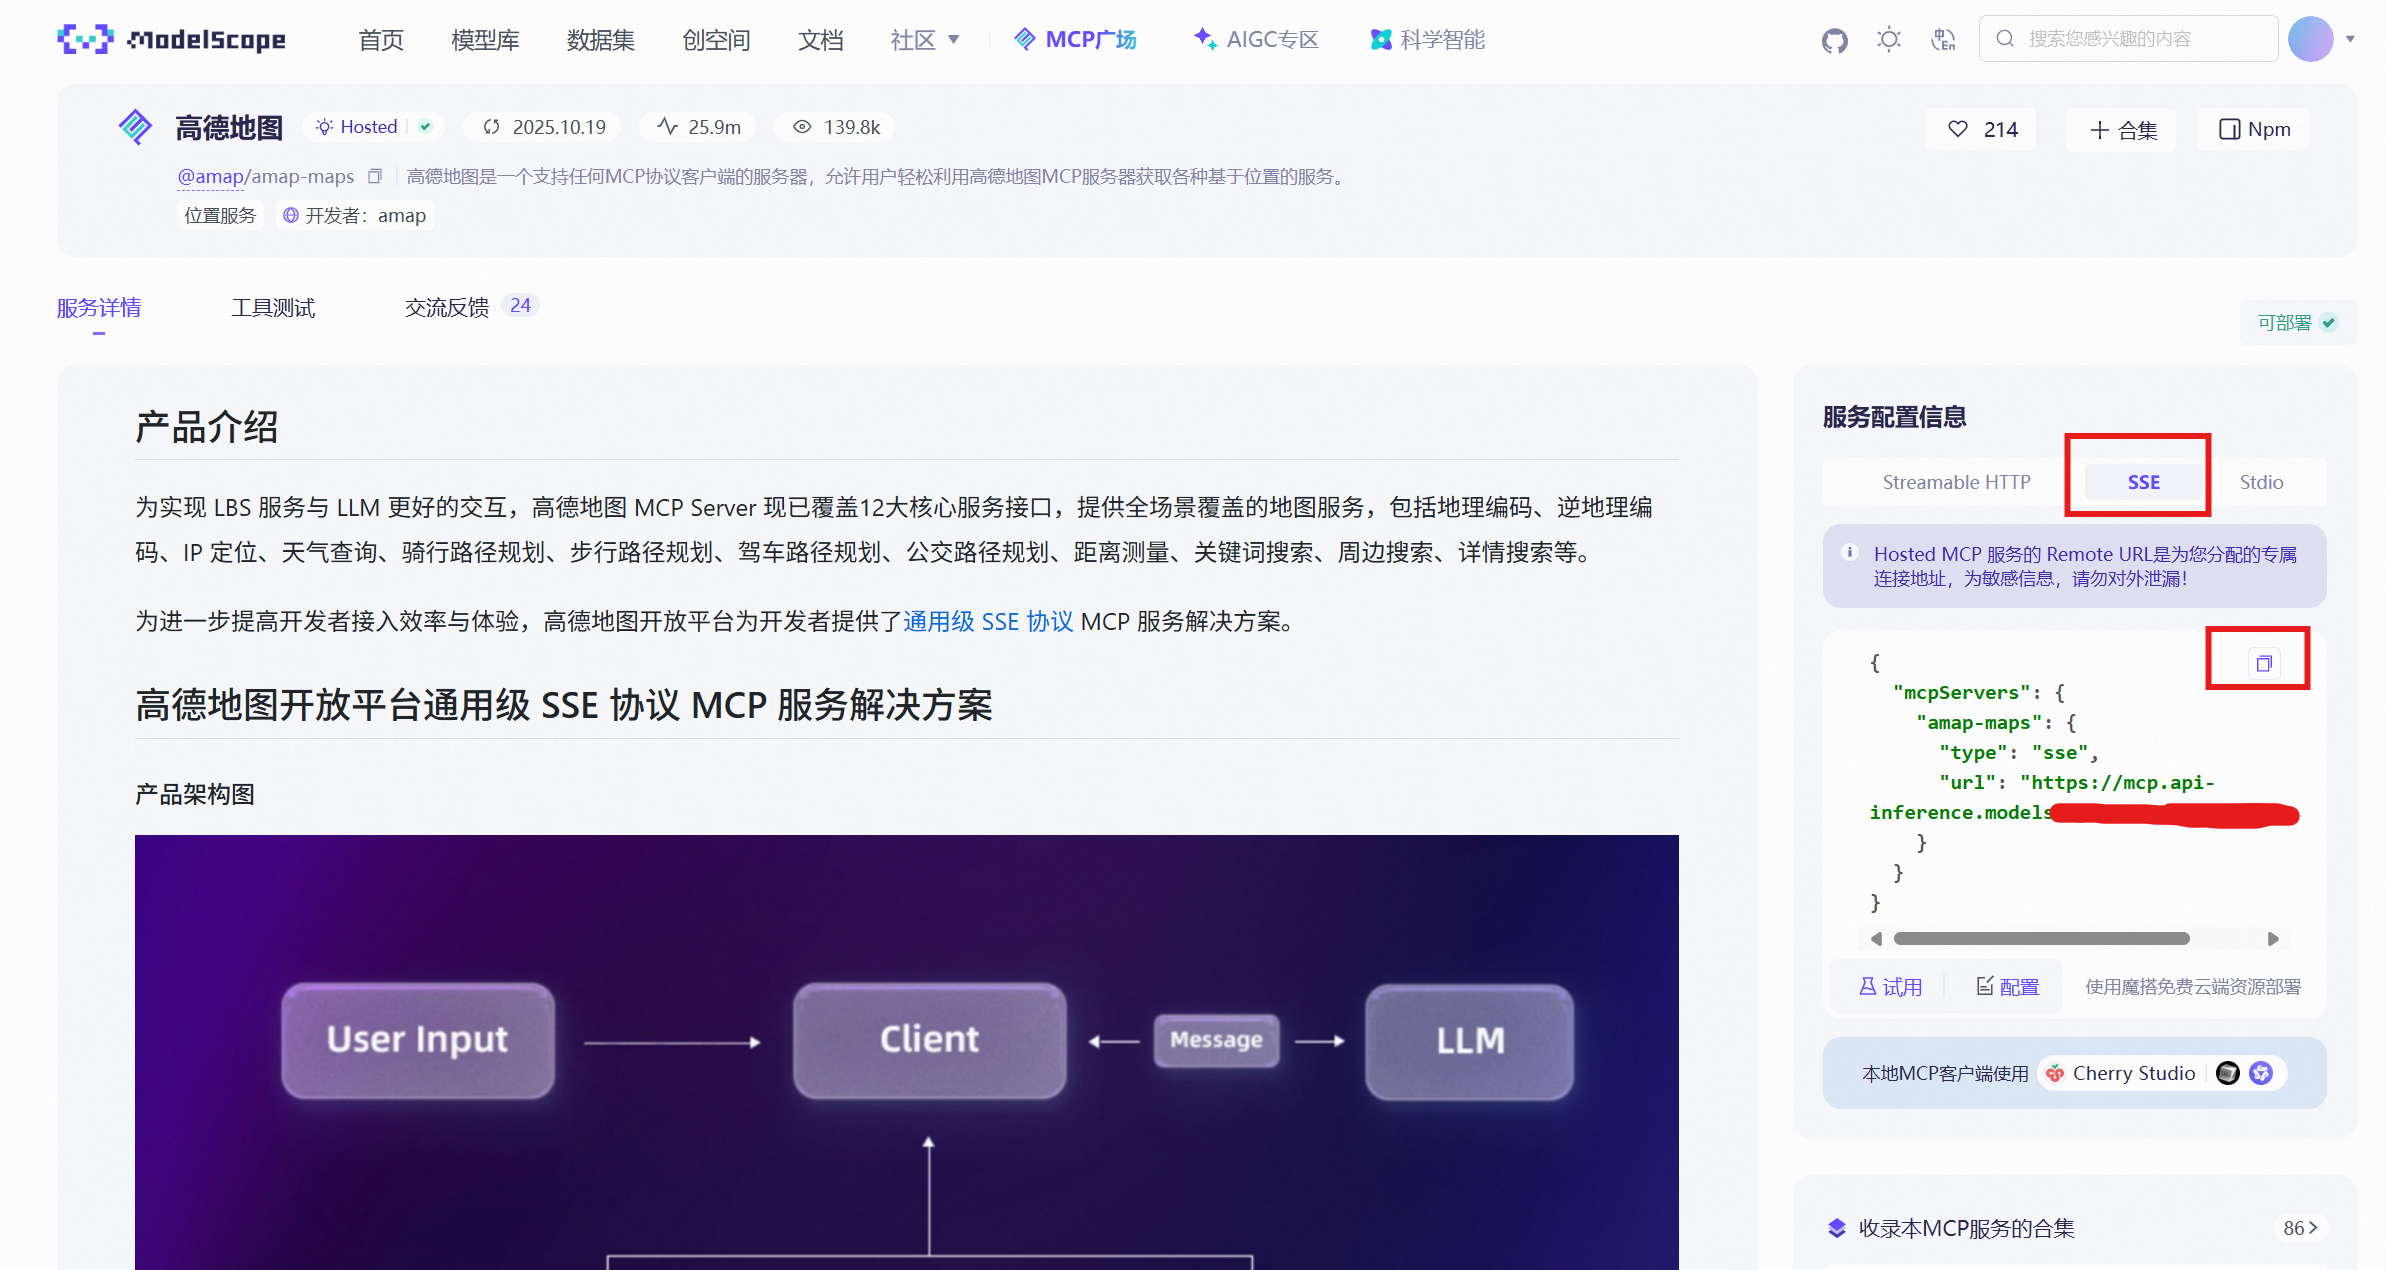 ModelScope 首页 模型库 数据集 创空间 文档 社区 MCP广场 AIGC专区 科学智能 搜索您感兴趣的内容
高德地图 Hosted 2025.10.19 25.9m 139.8k 214 合集 Npm
@amap/amap-maps 高德地图是一个支持任何MCP协议客户端的服务器，允许用户轻松利用高德地图MCP服务器获取各种基于位置的服务。
位置服务 开发者：amap
服务详情 工具测试 交流反馈 24 可部署
产品介绍
为实现 LBS 服务与 LLM 更好的交互，高德地图 MCP Server 现已覆盖12大核心服务接口，提供全场景覆盖的地图服务，包括地理编码、逆地理编
码、IP 定位、天气查询、骑行路径规划、步行路径规划、驾车路径规划、公交路径规划、距离测量、关键词搜索、周边搜索、详情搜索等。
为进一步提高开发者接入效率与体验，高德地图开放平台为开发者提供了通用级 SSE 协议 MCP 服务解决方案。
高德地图开放平台通用级 SSE 协议 MCP 服务解决方案
产品架构图
User Input Client Message LLM
服务配置信息
Streamable HTTP SSE Stdio
Hosted MCP 服务的 Remote URL是为您分配的专属
连接地址，为敏感信息，请勿对外泄漏！
{
"mcpServers": {
"amap-maps": {
"type": "sse",
"url": "https://mcp.api-
inference.models
}
}
}
试用 配置 使用魔搭免费云端资源部署
本地MCP客户端使用 Cherry Studio
收录本MCP服务的合集 86